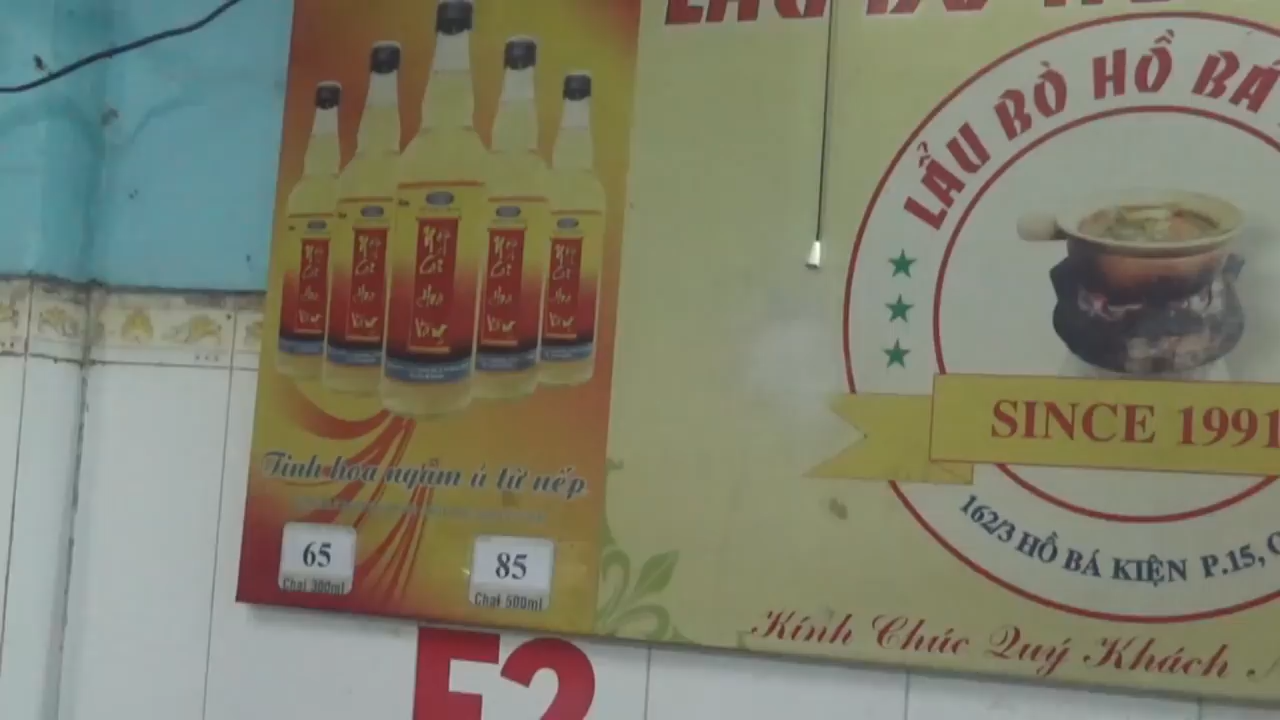 Tinh hoa ngâm ủ từ nếp
65
Chai 300ml
85
Chai 500ml
LẨU BÒ HỒ BÁ
SINCE 1991
162/3 HỒ BÁ KIỆN P.15,
Kính Chúc Quý Khách
F2